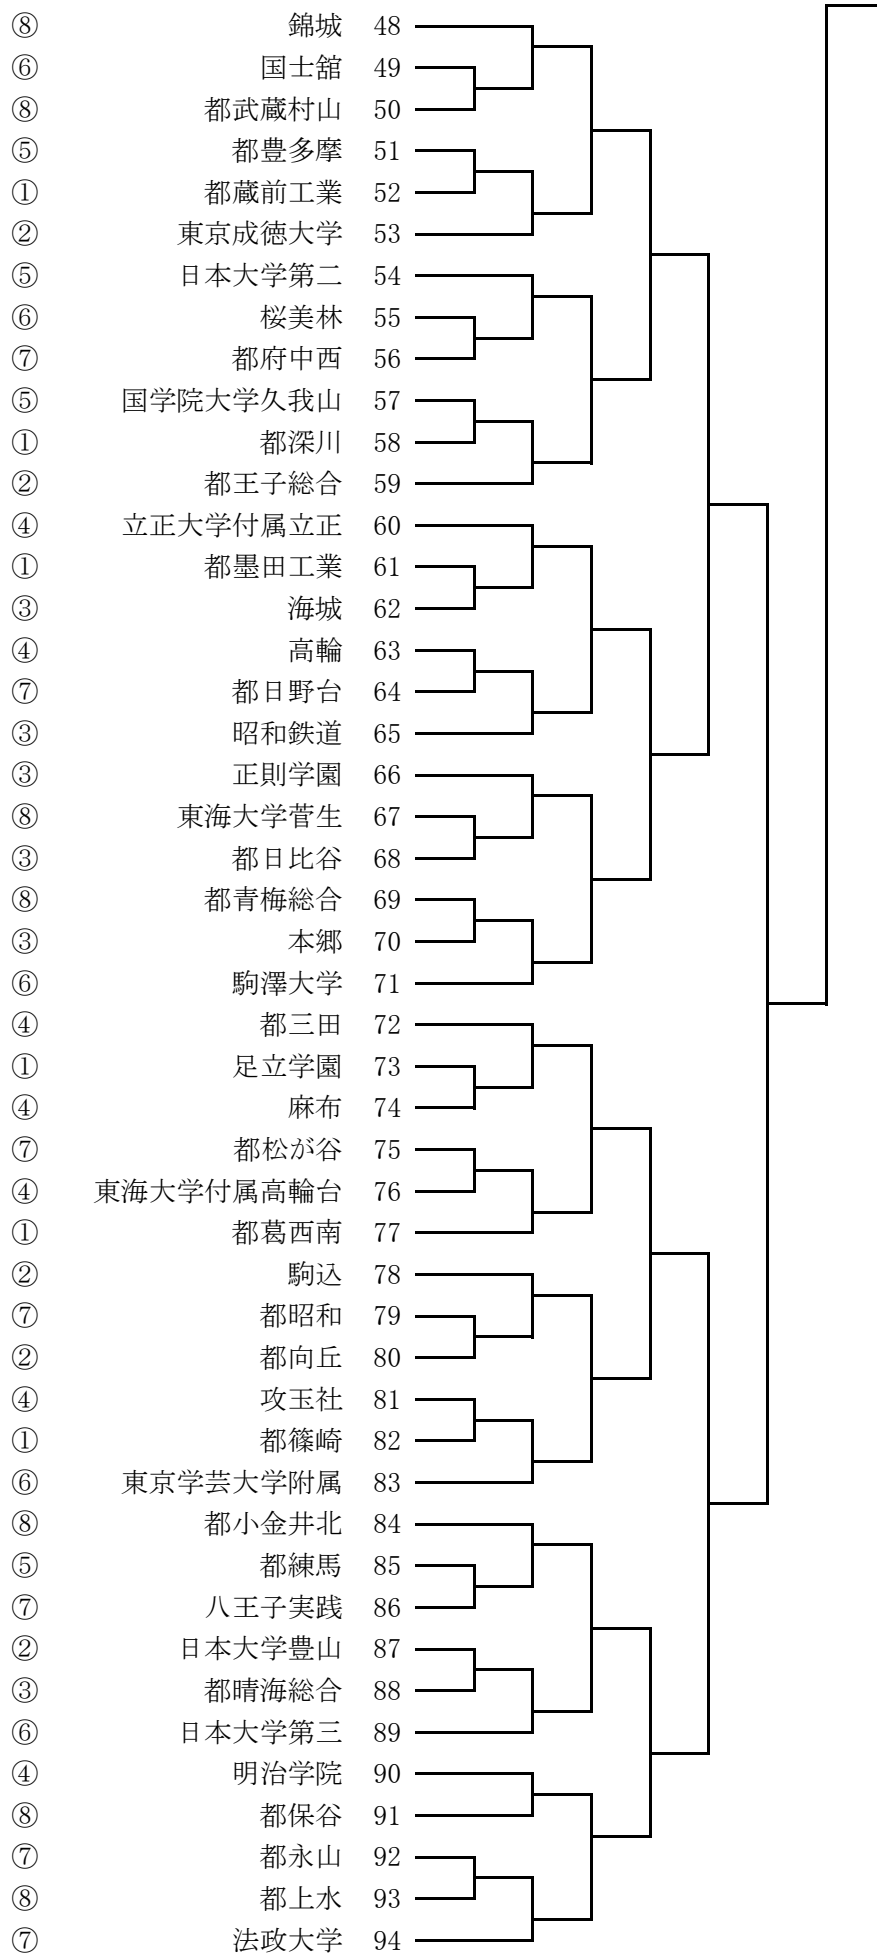 ⑧ 錦城 48
⑥ 国士舘 49
⑧ 都武蔵村山 50
⑤ 都豊多摩 51
① 都蔵前工業 52
② 東京成徳大学 53
⑤ 日本大学第二 54
⑥ 桜美林 55
⑦ 都府中西 56
⑤ 国学院大学久我山 57
① 都深川 58
② 都王子総合 59
④ 立正大学付属立正 60
① 都墨田工業 61
③ 海城 62
④ 高輪 63
⑦ 都日野台 64
③ 昭和鉄道 65
③ 正則学園 66
⑧ 東海大学菅生 67
③ 都日比谷 68
⑧ 都青梅総合 69
③ 本郷 70
⑥ 駒澤大学 71
④ 都三田 72
① 足立学園 73
④ 麻布 74
⑦ 都松が谷 75
④ 東海大学付属高輪台 76
① 都葛西南 77
② 駒込 78
⑦ 都昭和 79
② 都向丘 80
④ 攻玉社 81
① 都篠崎 82
⑥ 東京学芸大学附属 83
⑧ 都小金井北 84
⑤ 都練馬 85
⑦ 八王子実践 86
② 日本大学豊山 87
③ 都晴海総合 88
⑥ 日本大学第三 89
④ 明治学院 90
⑧ 都保谷 91
⑦ 都永山 92
⑧ 都上水 93
⑦ 法政大学 94